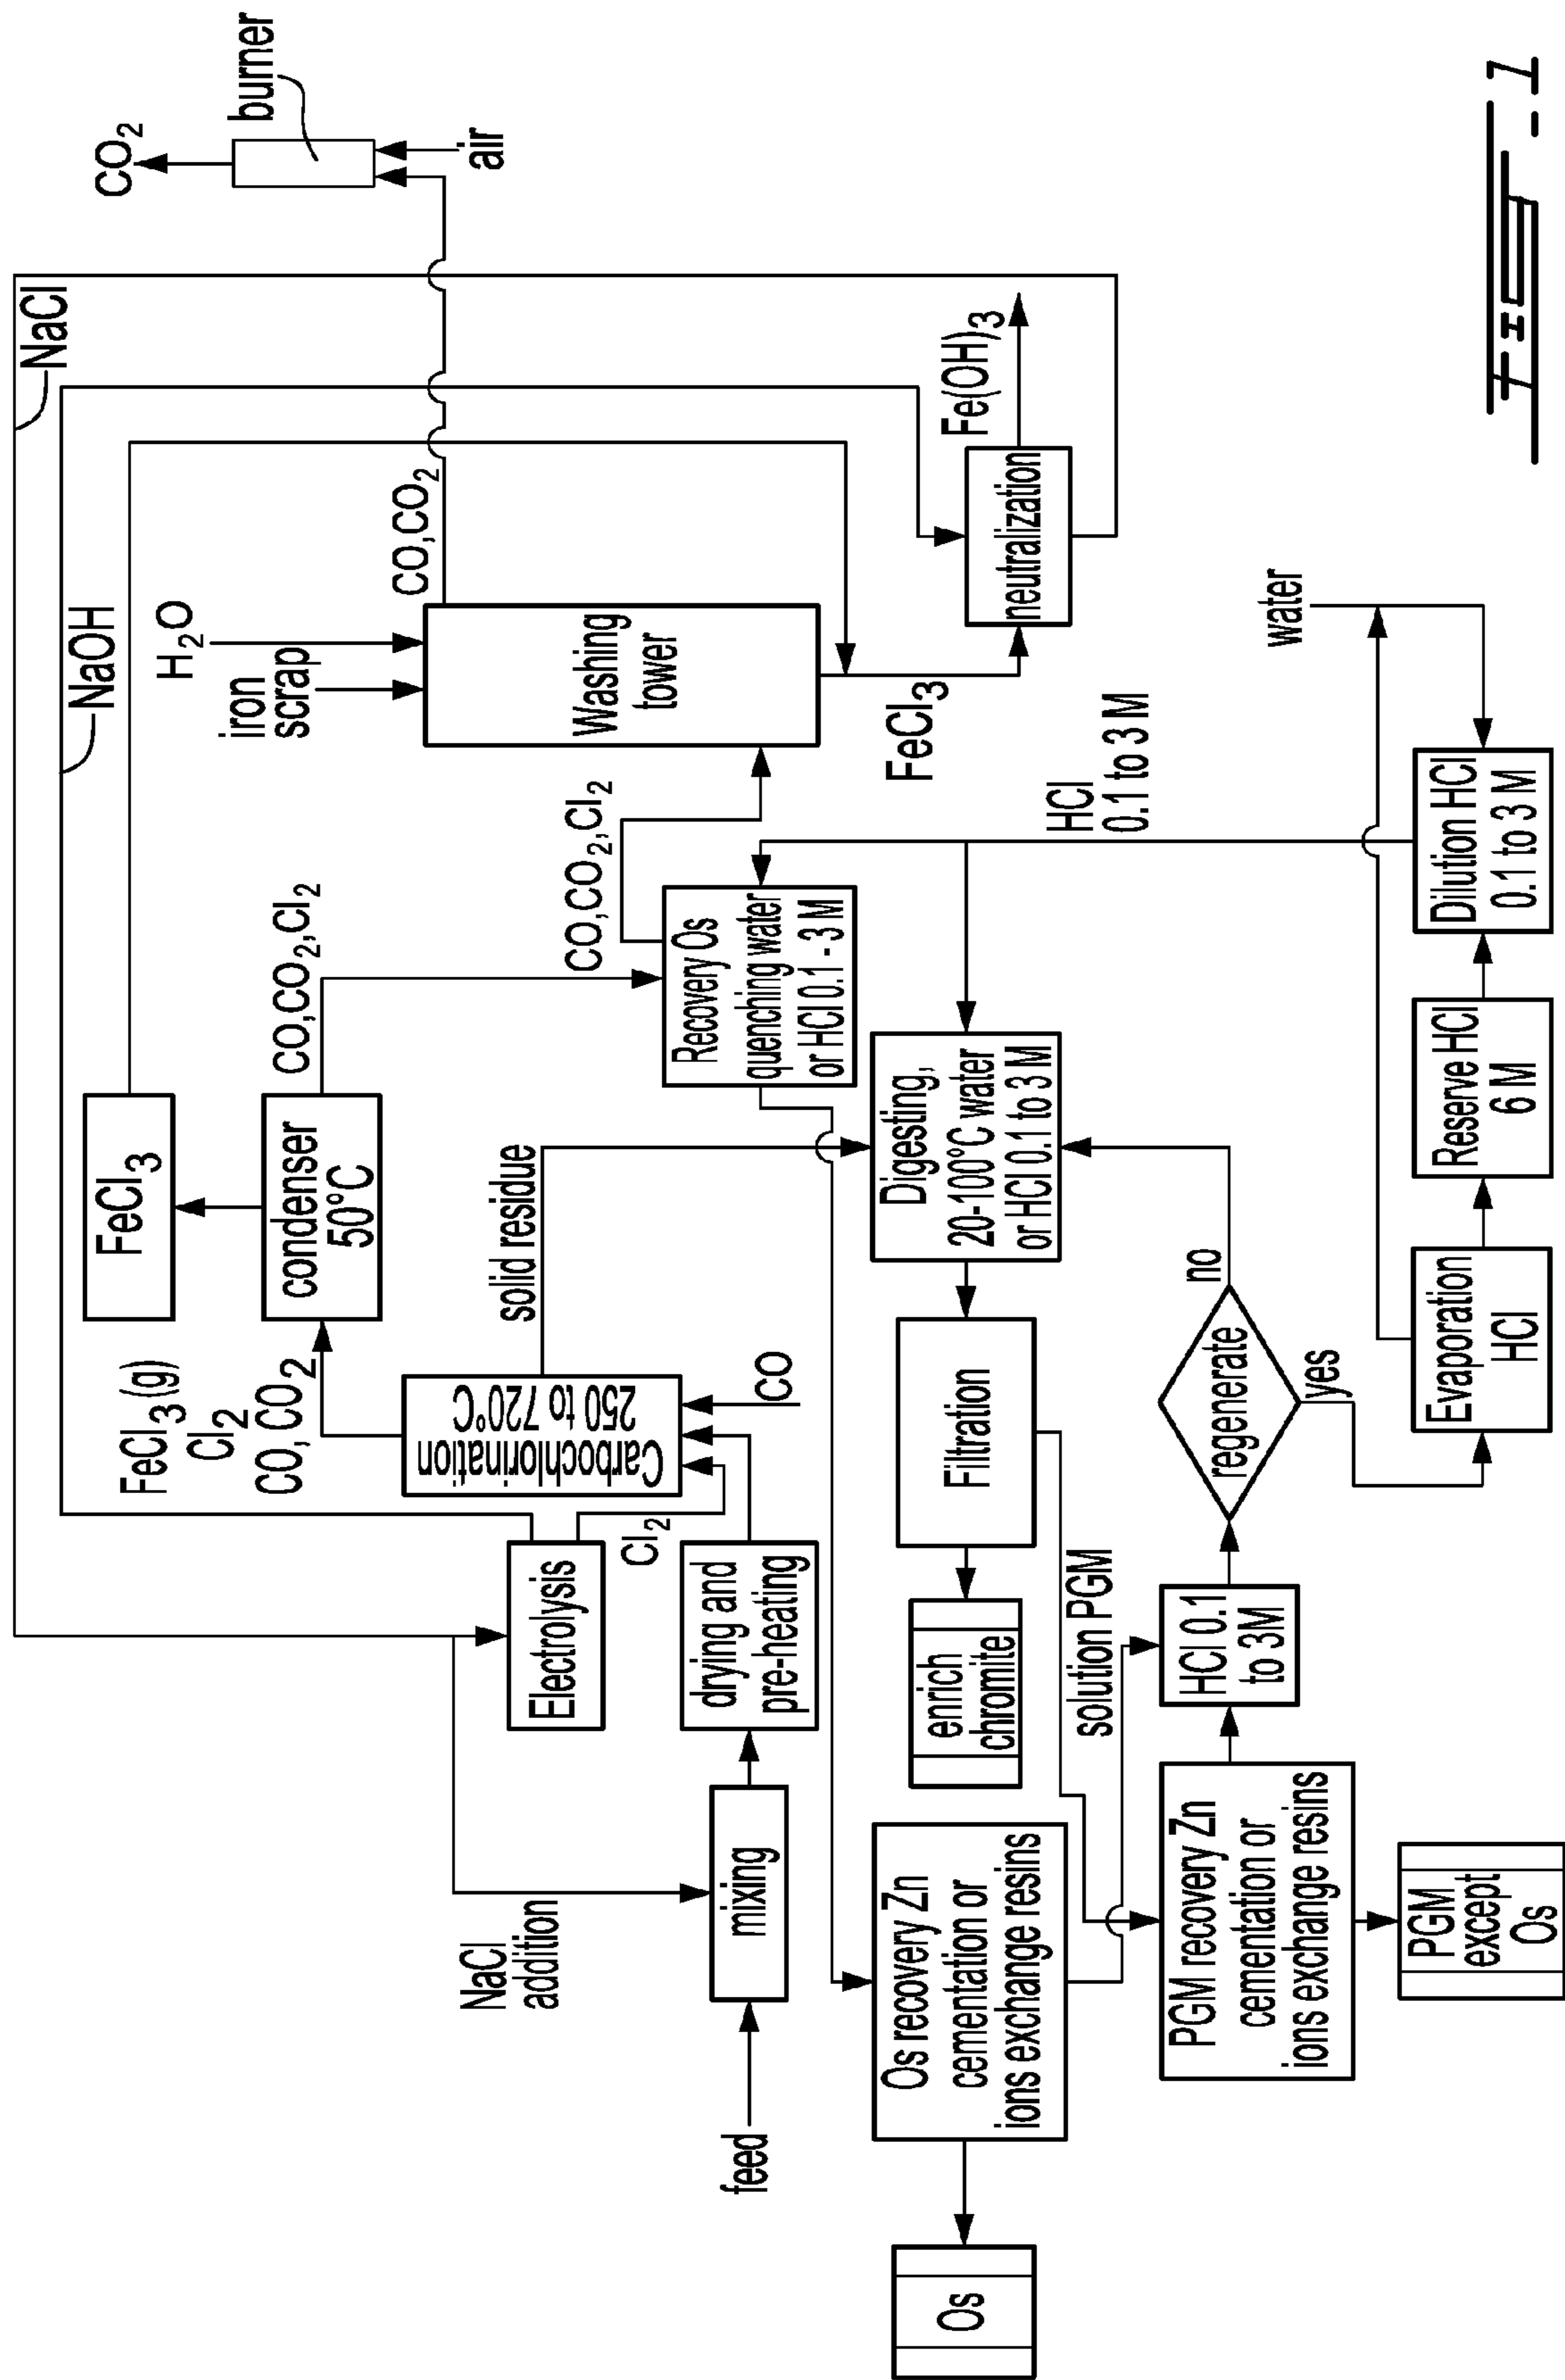 NaCl
NaOH
H₂O
iron
scrap
CO₂
burner
air
FeCl₃
condenser
50°C
FeCl₃(g)
Cl₂
CO, CO₂
CO,CO₂,Cl₂
CO,CO₂
Electrolysis
Cl₂
Carbochlorination
250 to 720°C
CO
solid residue
CO,CO₂,Cl₂
Washing
tower
FeCl₃
neutralization
Fe(OH)₃
NaCl
addition
feed
mixing
drying and
pre-heating
Recovery Os
quenching water
or HCl 0.1 - 3 M
Digesting,
20-100°C water
or HCl 0.1 to 3 M
HCl
0.1 to 3 M
Filtration
enrich
chromite
solution PGM
Os recovery Zn
cementation or
ions exchange resins
Os
PGM recovery Zn
cementation or
ions exchange resins
PGM
except
Os
HCl 0.1
to 3M
regenerate
no
yes
Evaporation
HCl
Reserve HCl
6 M
Dilution HCl
0.1 to 3 M
water
FIG. 1